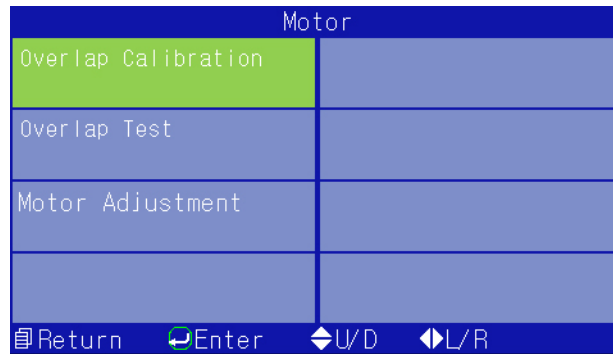 Motor
Overlap Calibration
Overlap Test
Motor Adjustment
Return Enter U/D L/R